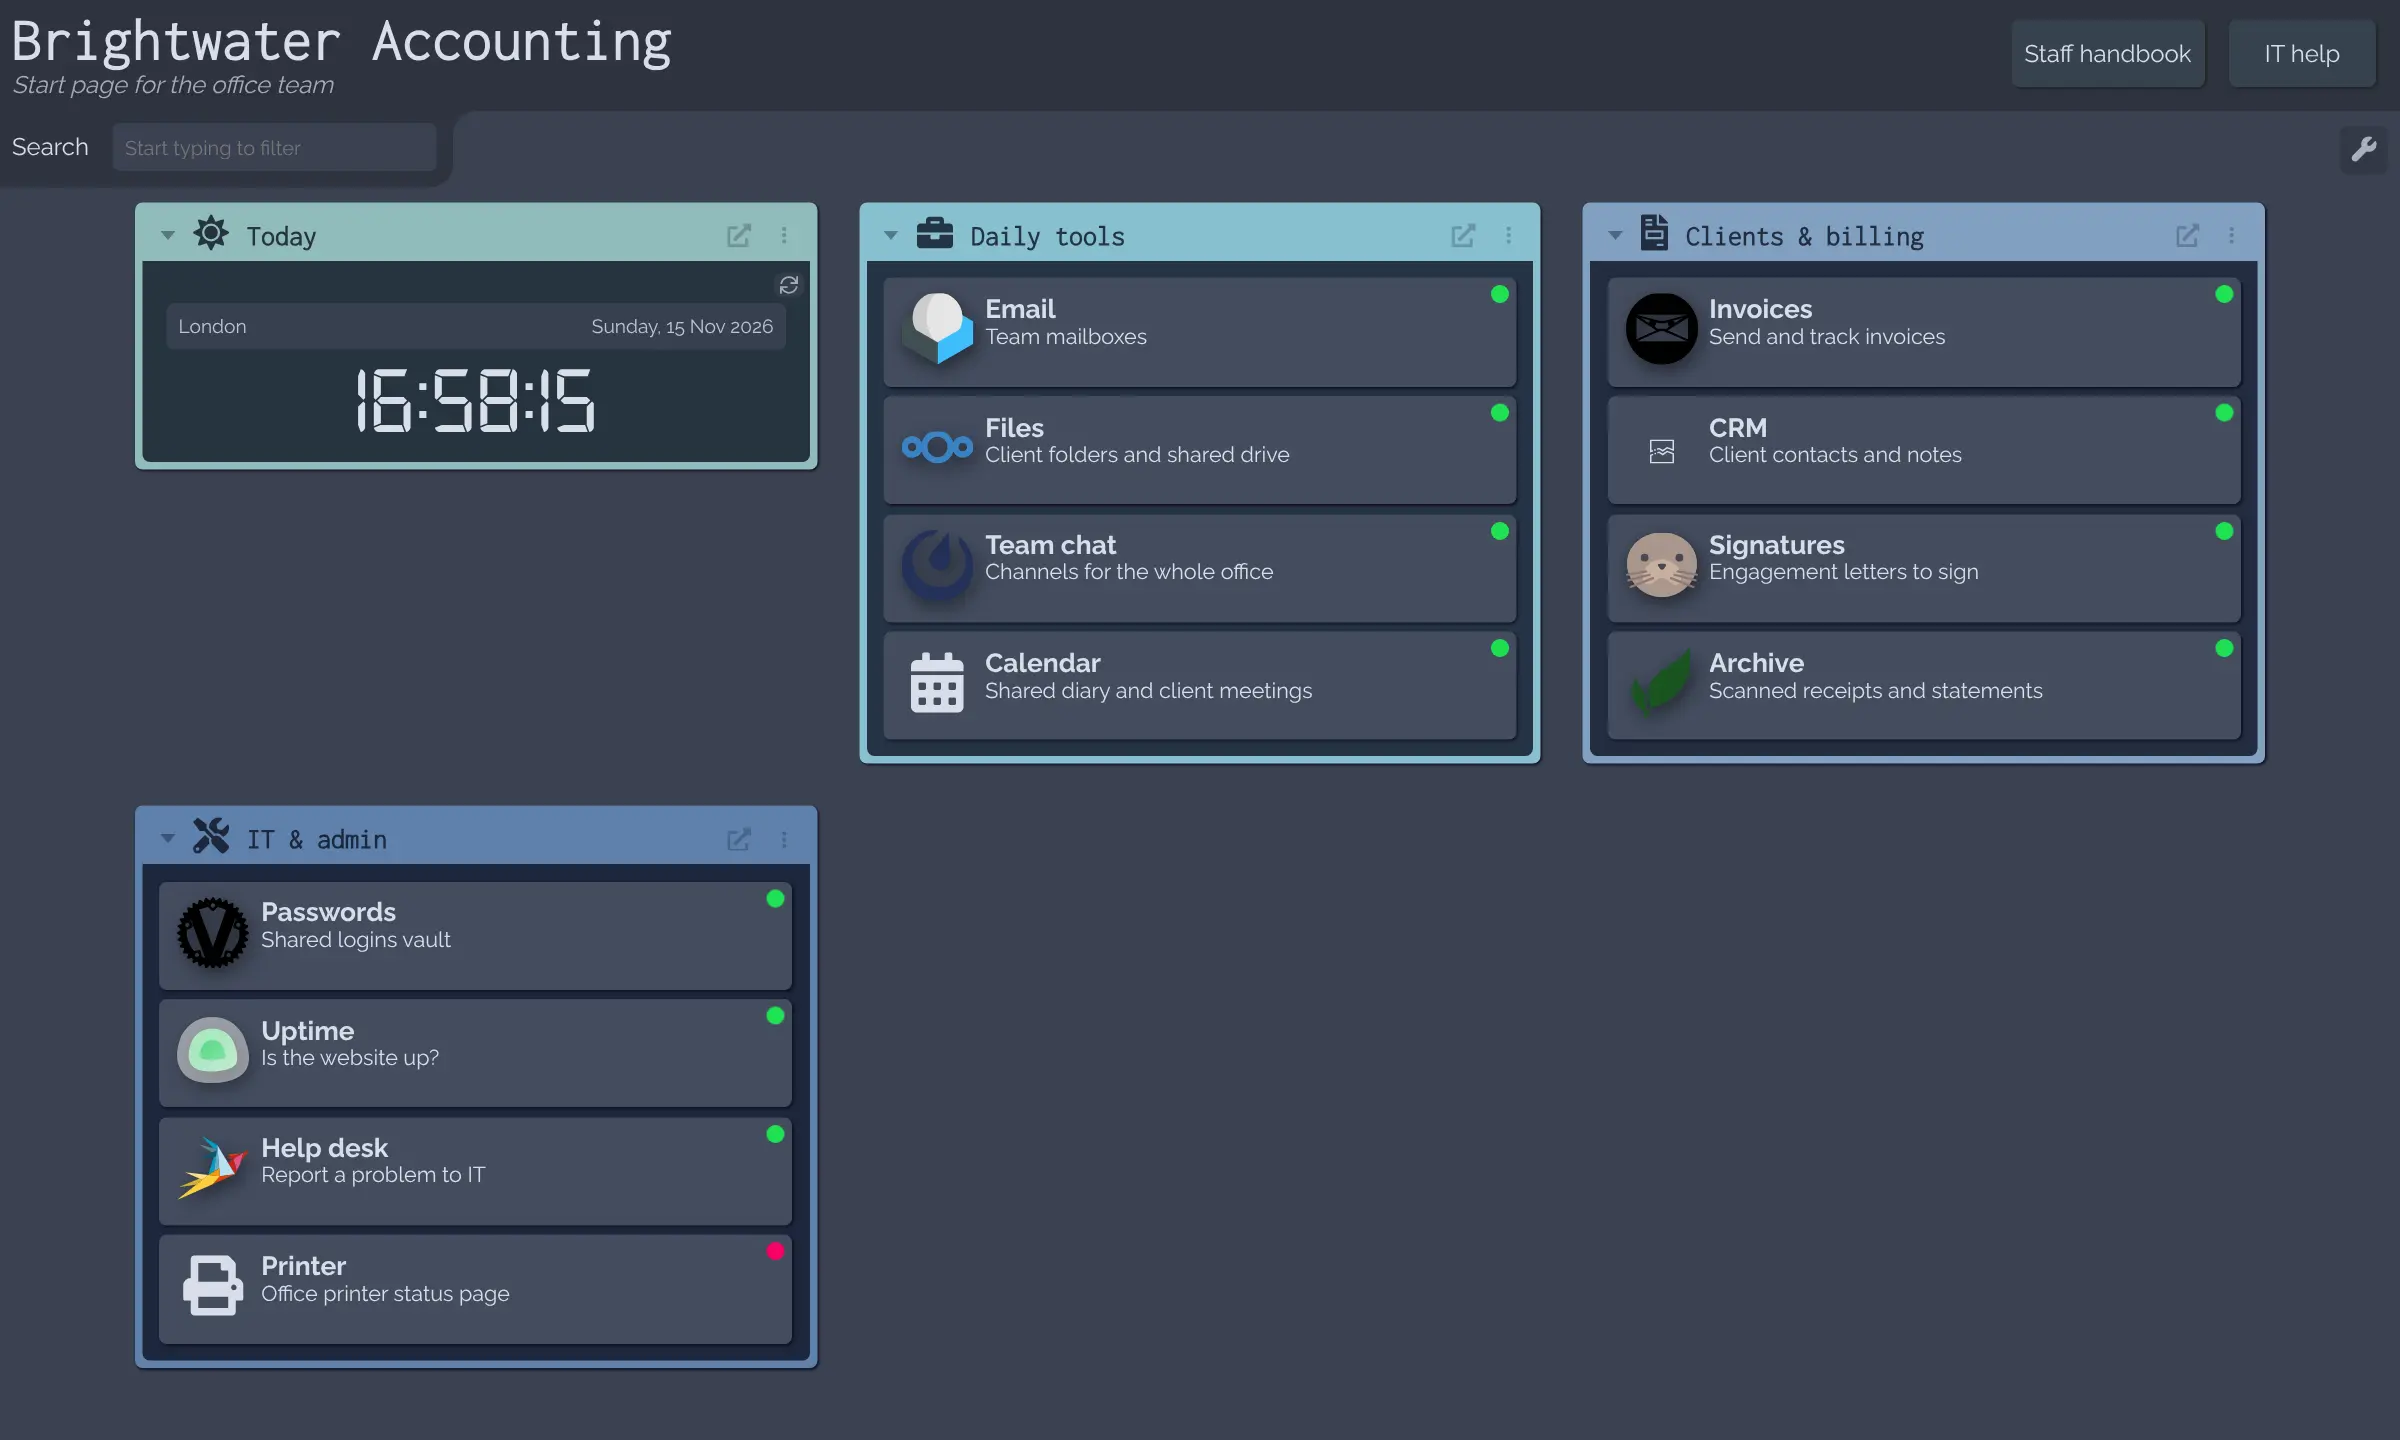 Brightwater Accounting
Start page for the office team
Staff handbook
IT help
Search
Start typing to filter
Today
London
Sunday, 15 Nov 2026
16:58:15
Daily tools
Email
Team mailboxes
Files
Client folders and shared drive
Team chat
Channels for the whole office
Calendar
Shared diary and client meetings
Clients & billing
Invoices
Send and track invoices
CRM
Client contacts and notes
Signatures
Engagement letters to sign
Archive
Scanned receipts and statements
IT & admin
Passwords
Shared logins vault
Uptime
Is the website up?
Help desk
Report a problem to IT
Printer
Office printer status page